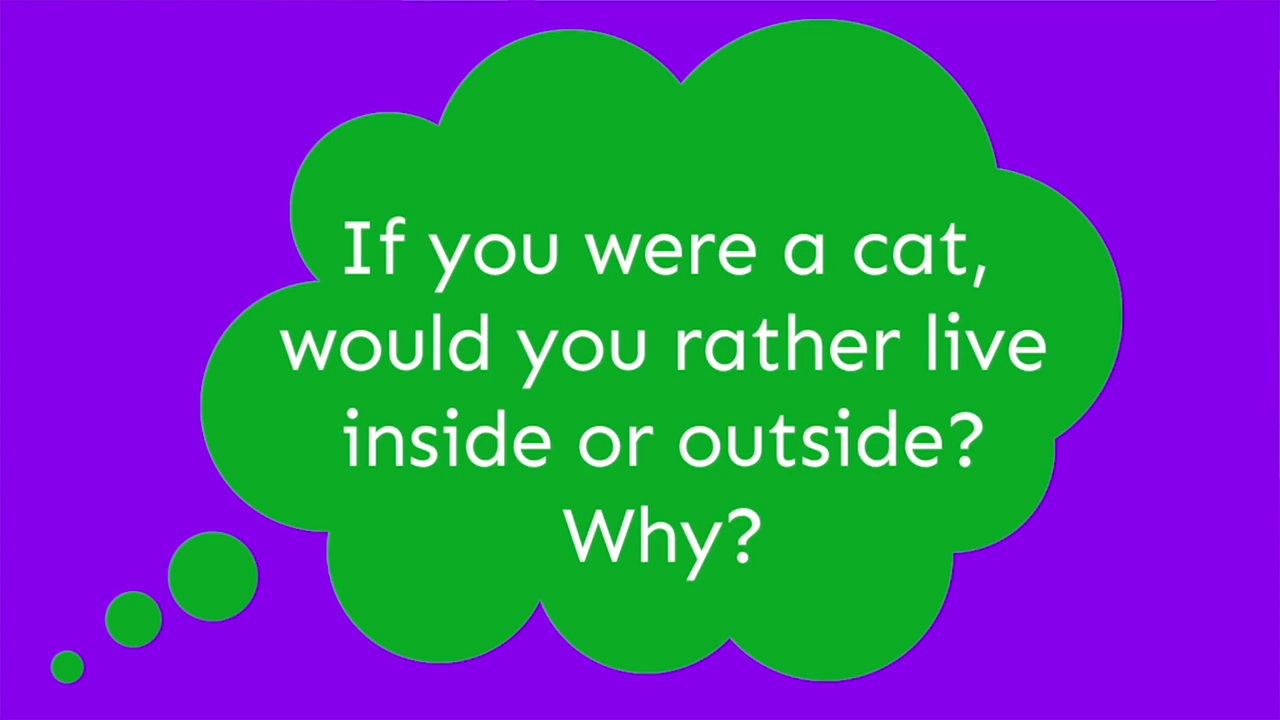 If you were a cat,
would you rather live
inside or outside?
Why?